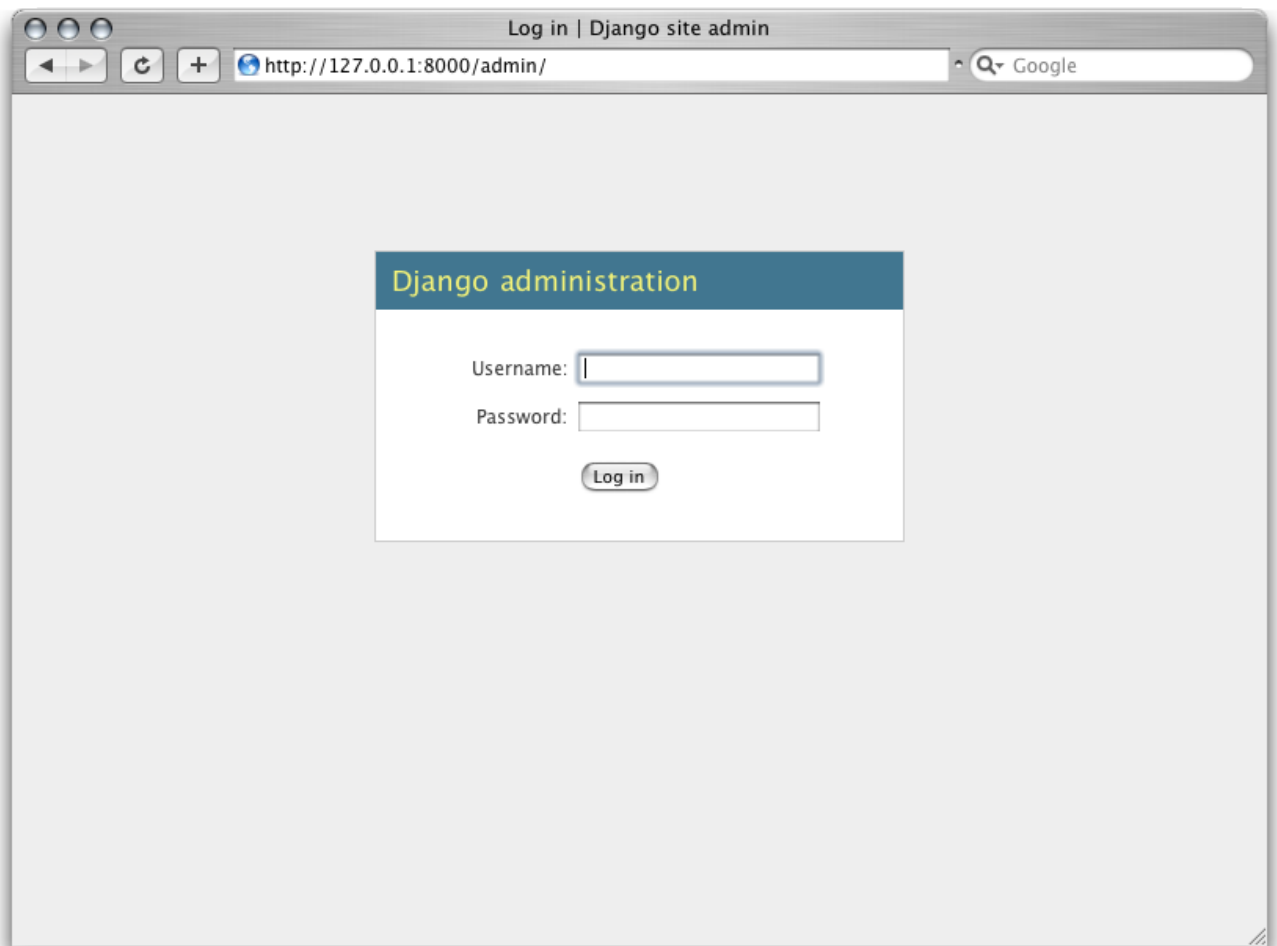 Log in | Django site admin
http://127.0.0.1:8000/admin/
Google
Django administration
Username:
Password:
Log in